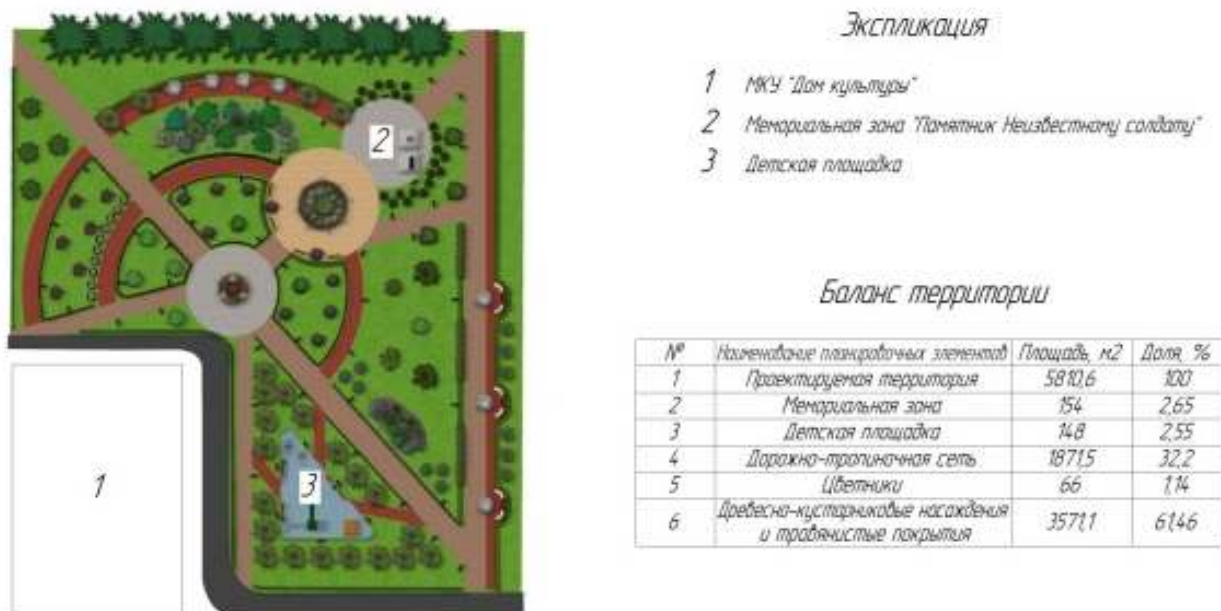 Экспликация
1 МКУ "Дом культуры"
2 Мемориальная зона "Памятник Неизвестному солдату"
3 Детская площадка
2
3
1
Баланс территории
№ Наименование планировочных элементов Площадь, м2 Доля, %
1 Проектируемая территория 5810,6 100
2 Мемориальная зона 154 2,65
3 Детская площадка 148 2,55
4 Дорожно-тропиночная сеть 1871,5 32,2
5 Цветники 66 1,14
6 Древесно-кустарниковые насаждения
и травянистые покрытия 3571,1 61,46